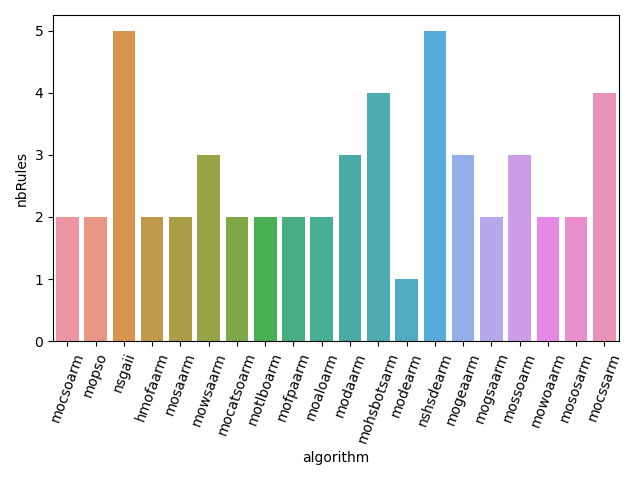 5
4
3
2
1
0
nbRules
mocsoarm
mopso
nsgaii
hmofaarm
mosaarm
mowsaarm
mocatsoarm
motlboarm
mofpaarm
moaloarm
modaarm
mohsbotsarm
modearm
nshsdearm
mogeaarm
mogsaarm
mossoarm
mowoaarm
mososarm
mocssarm
algorithm